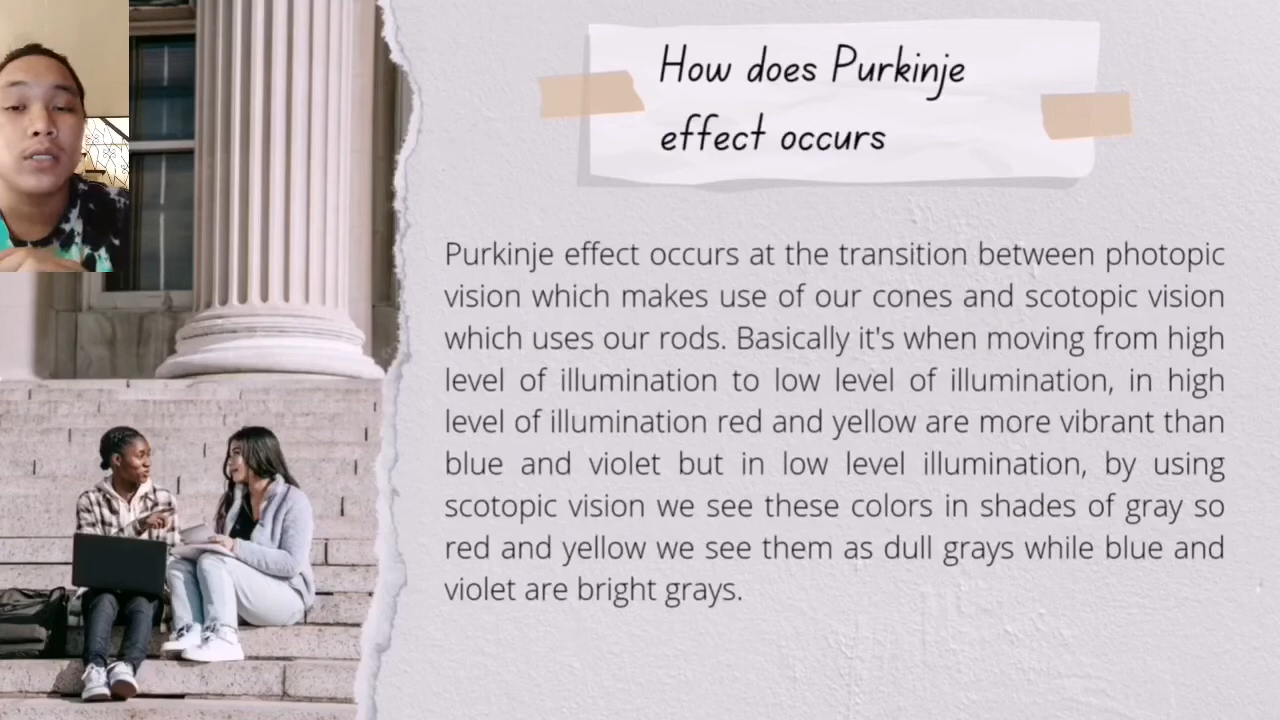 How does Purkinje
effect occurs
Purkinje effect occurs at the transition between photopic
vision which makes use of our cones and scotopic vision
which uses our rods. Basically it's when moving from high
level of illumination to low level of illumination, in high
level of illumination red and yellow are more vibrant than
blue and violet but in low level illumination, by using
scotopic vision we see these colors in shades of gray so
red and yellow we see them as dull grays while blue and
violet are bright grays.